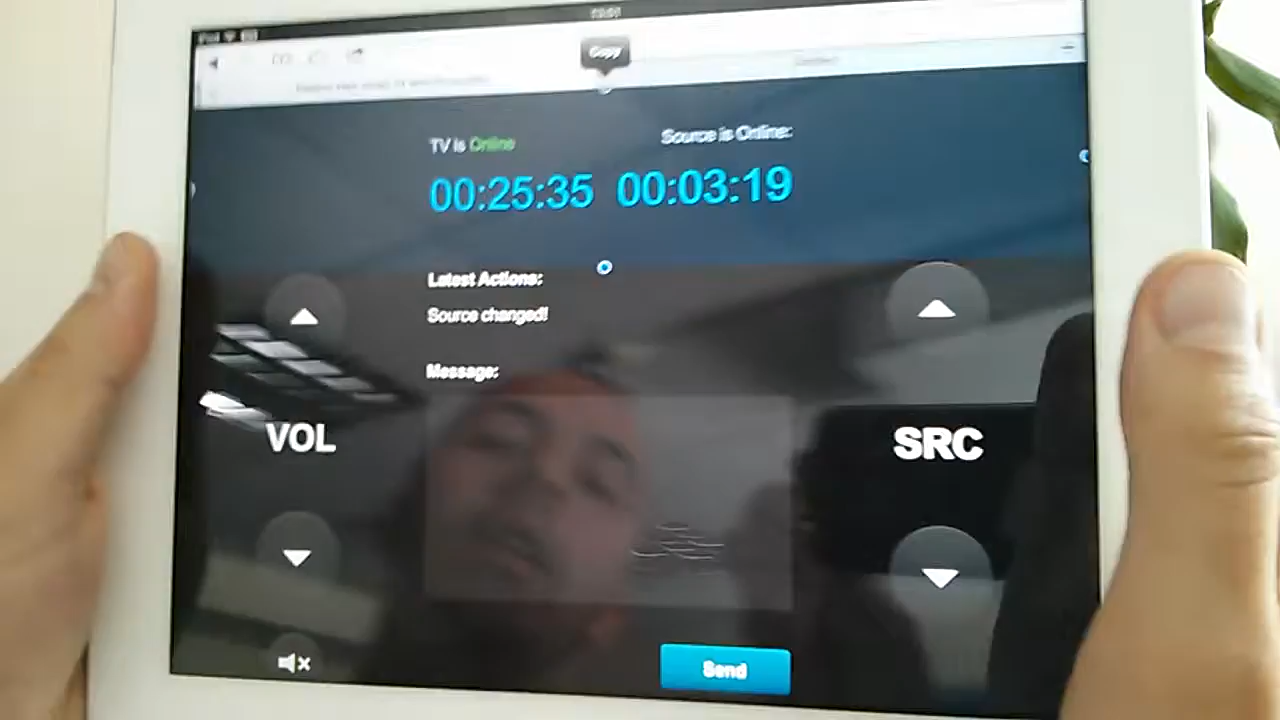 Copy
TV is Online
Source is Online:
00:25:35
00:03:19
Latest Actions:
Source changed!
Message:
VOL
SRC
Send